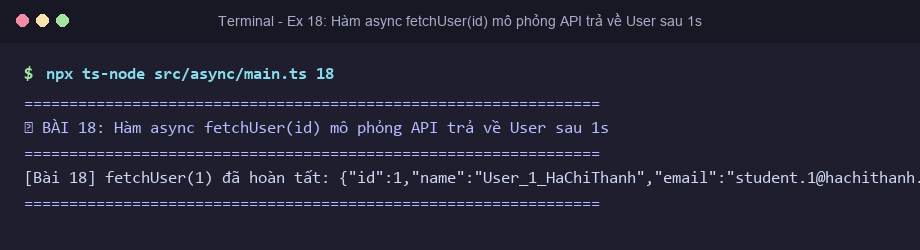 Terminal - Ex 18: Hàm async fetchUser(id) mô phỏng API trả về User sau 1s
$ npx ts-node src/async/main.ts 18
================================================================
BÀI 18: Hàm async fetchUser(id) mô phỏng API trả về User sau 1s
================================================================
[Bài 18] fetchUser(1) đã hoàn tất: {"id":1,"name":"User_1_HaChiThanh","email":"student.1@hachithanh.
================================================================